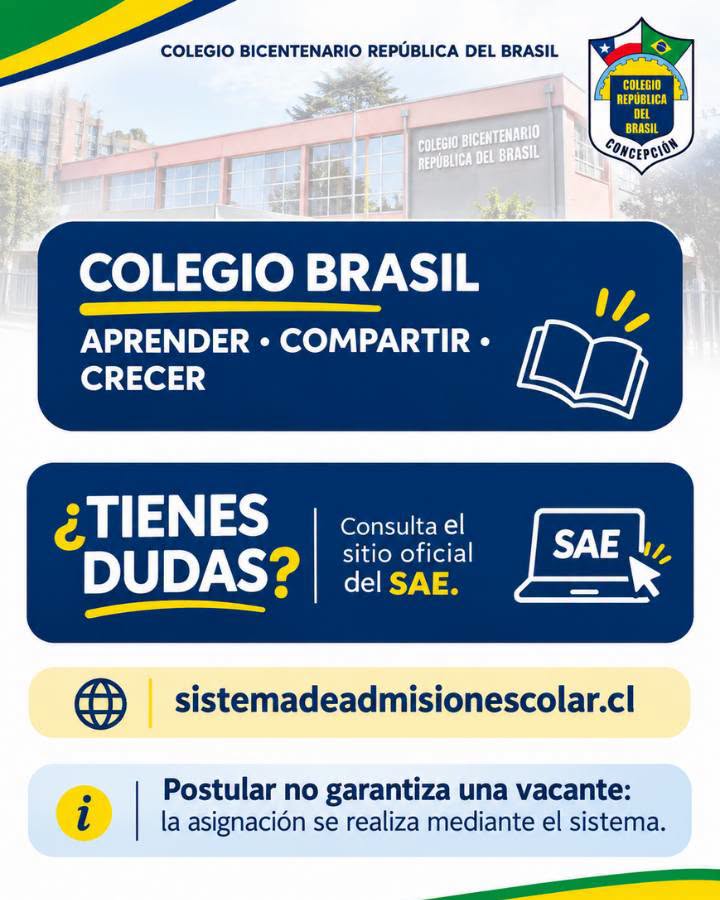 COLEGIO BICENTENARIO REPÚBLICA DEL BRASIL
COLEGIO
REPÚBLICA
DEL
BRASIL
CONCEPCIÓN
COLEGIO BICENTENARIO
REPÚBLICA DEL BRASIL
COLEGIO BRASIL
APRENDER • COMPARTIR •
CRECER
¿TIENES
DUDAS?
Consulta el
sitio oficial
del SAE.
SAE
sistemadeadmisionescolar.cl
i
Postular no garantiza una vacante:
la asignación se realiza mediante el sistema.